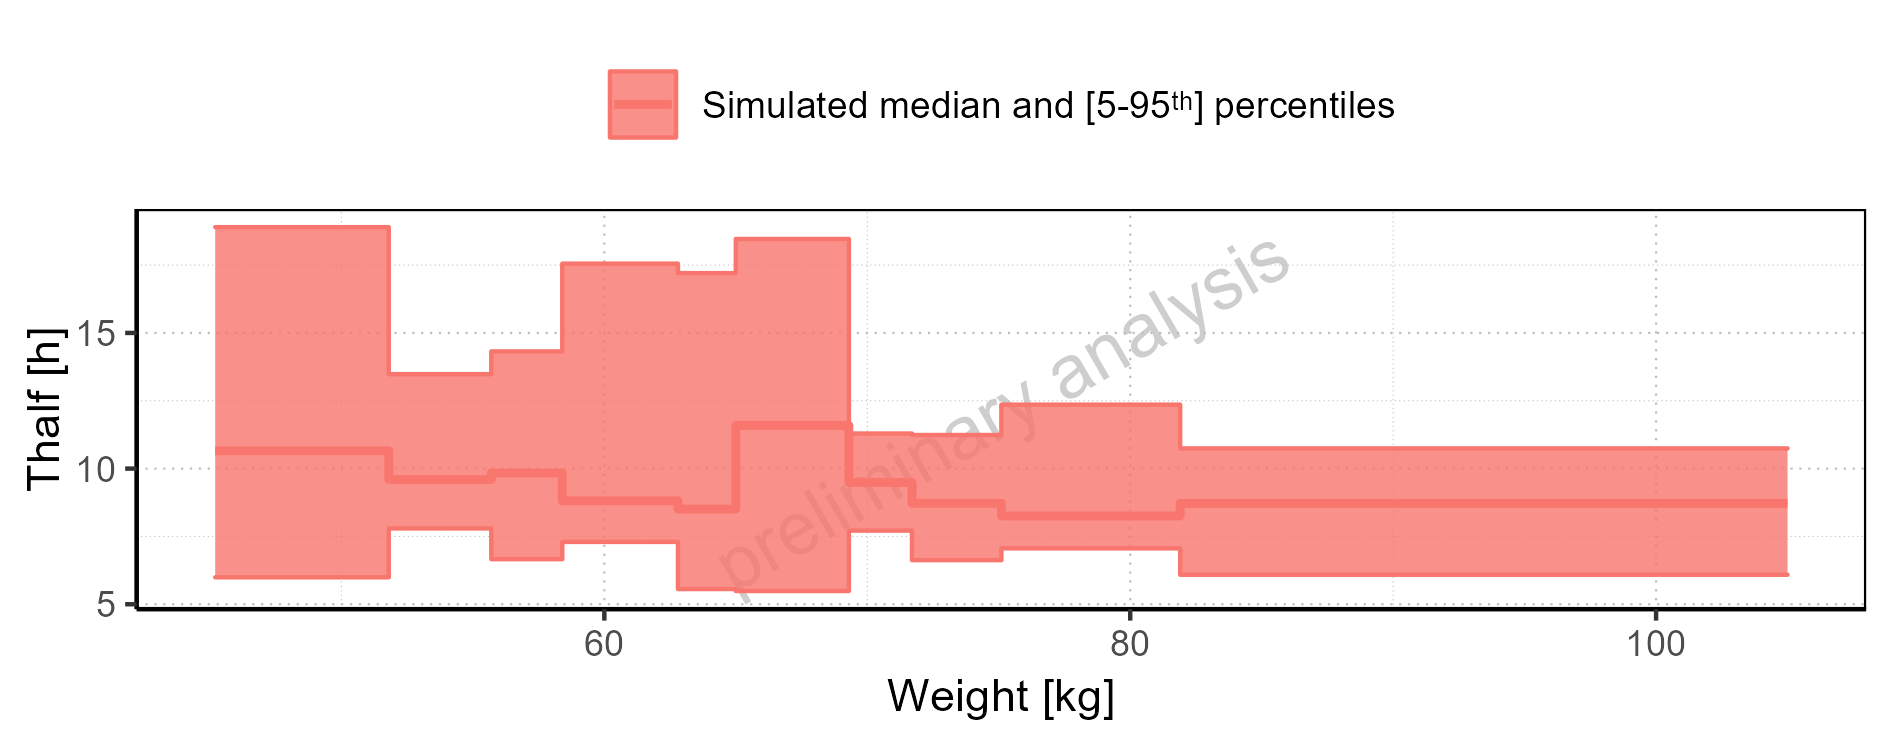 Simulated median and [5-95th] percentiles
15
10
5
Thalf [h]
preliminary analysis
60 80 100
Weight [kg]